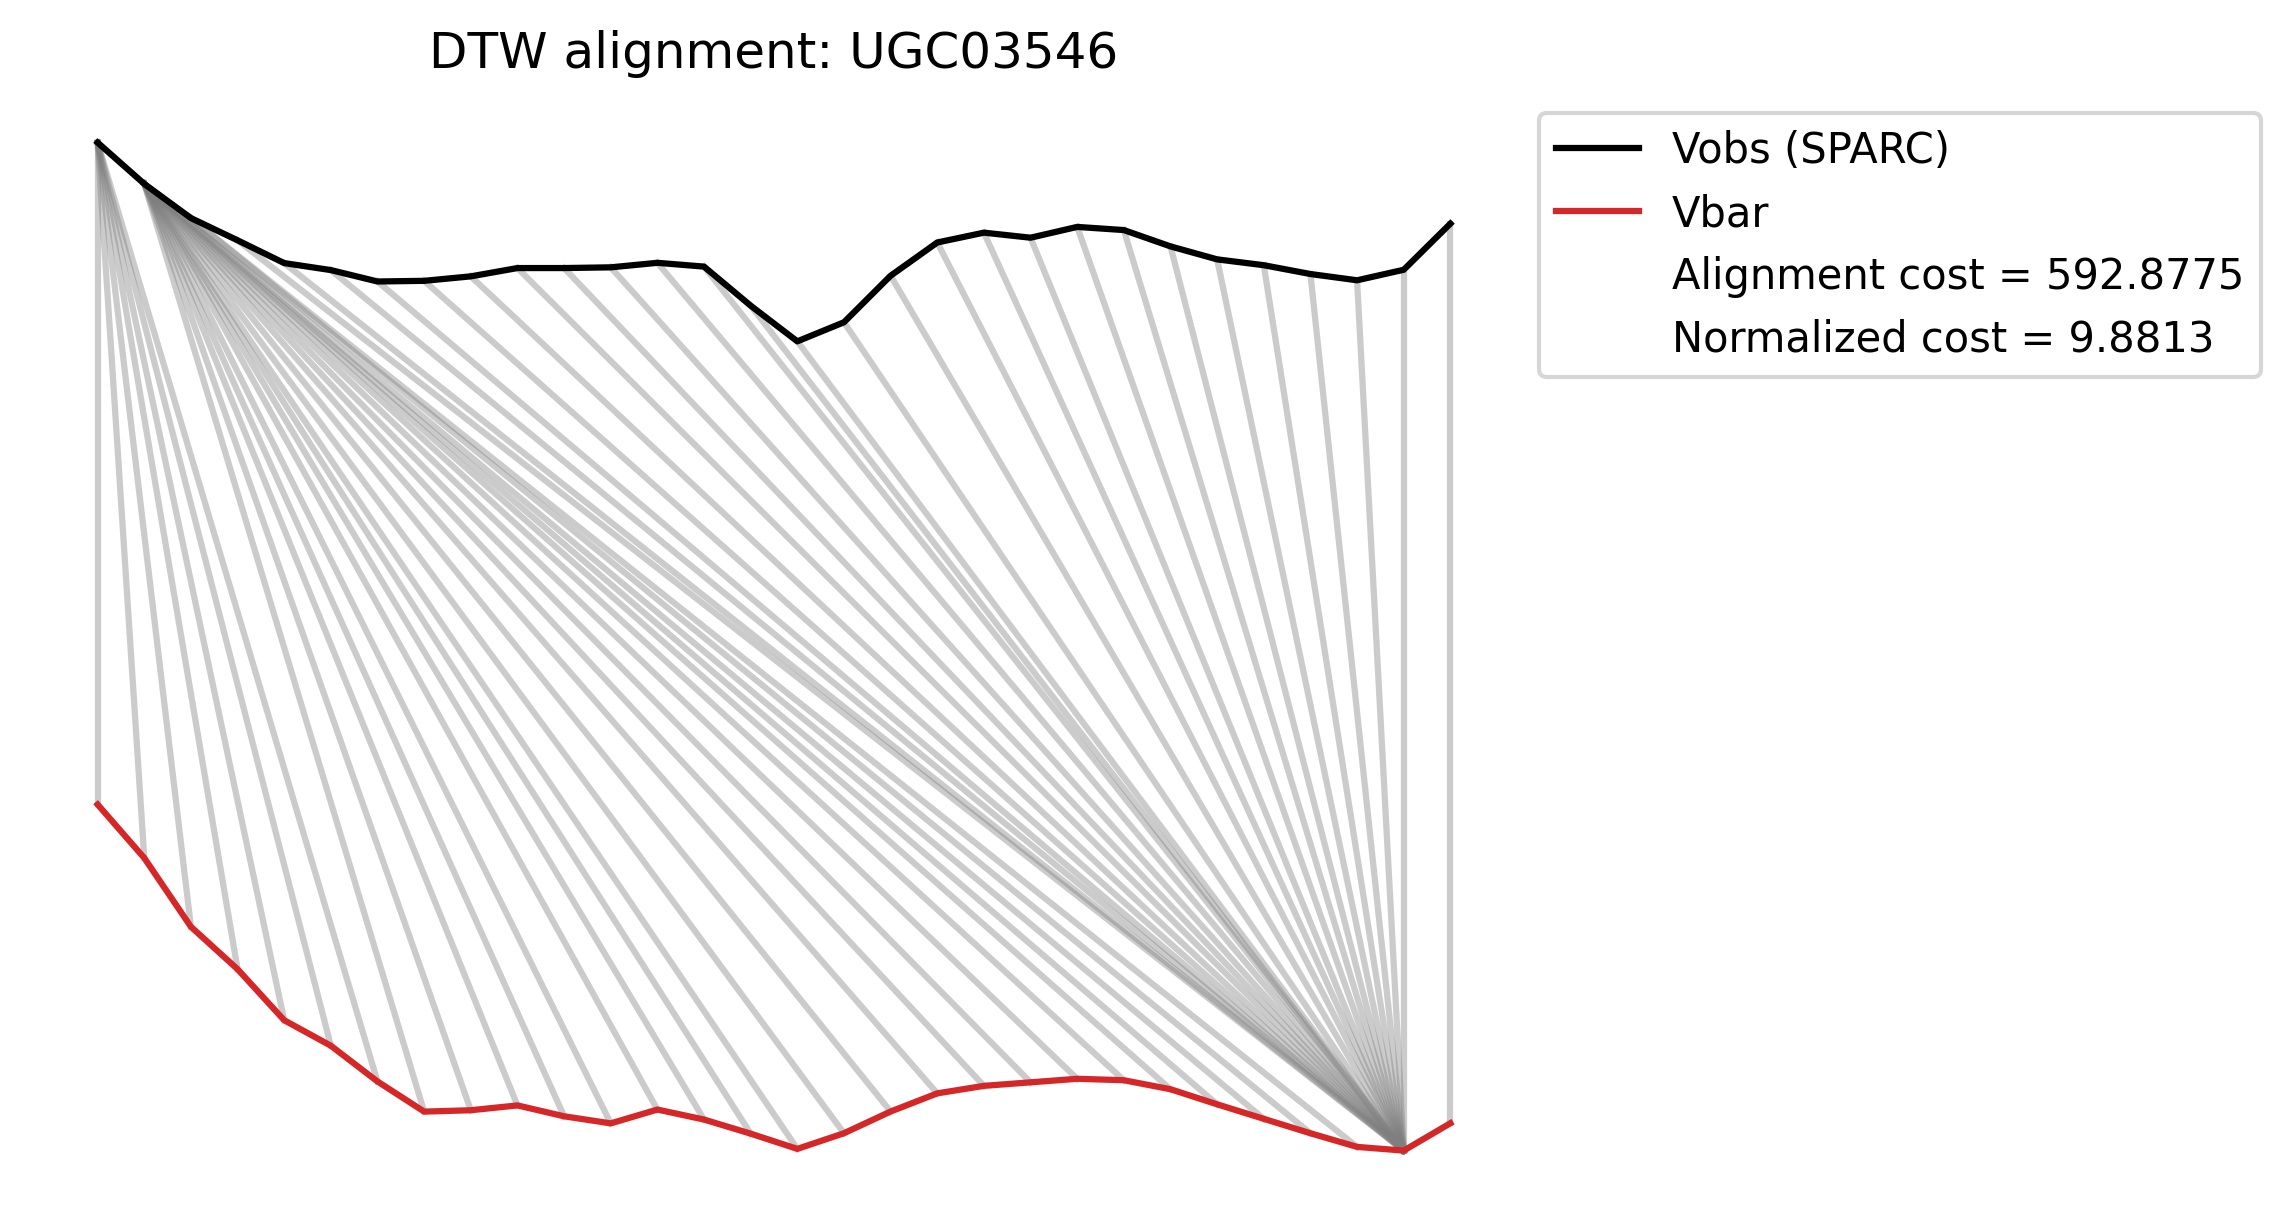 DTW alignment: UGC03546
Vobs (SPARC)
Vbar
Alignment cost = 592.8775
Normalized cost = 9.8813